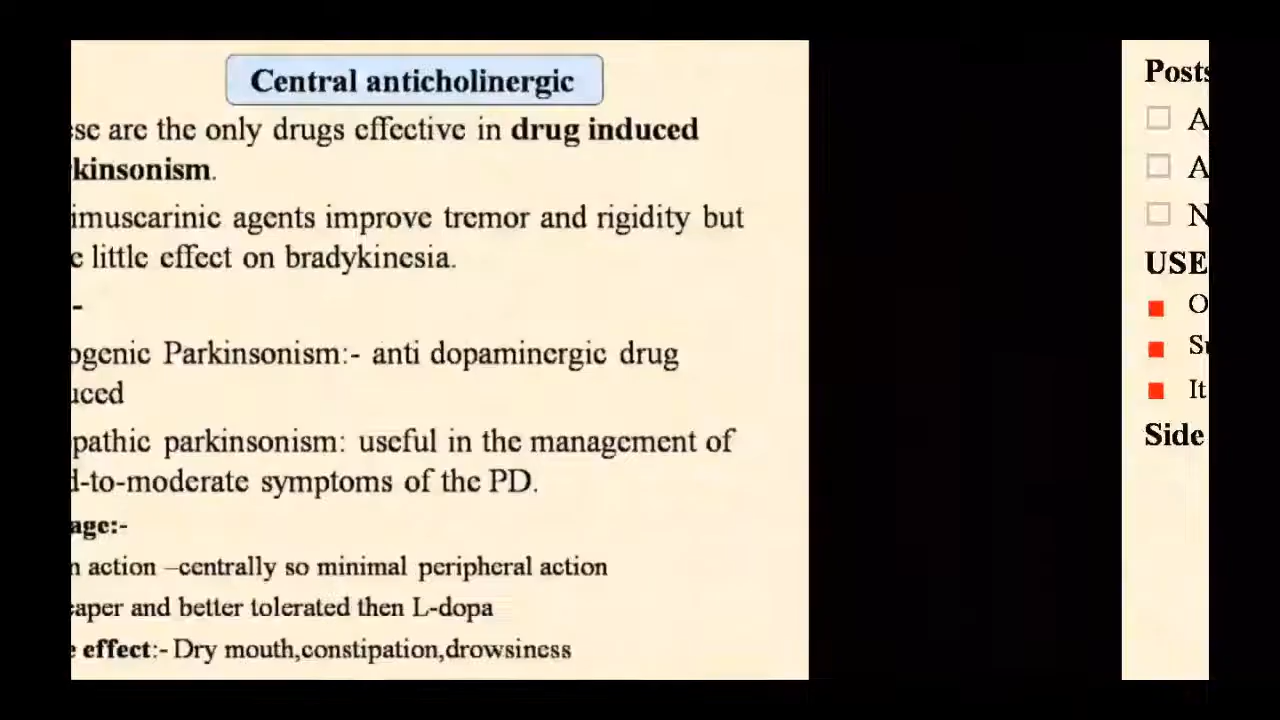 Central anticholinergic
ese are the only drugs effective in drug induced
kinsonism.
imuscarinic agents improve tremor and rigidity but
e little effect on bradykinesia.
-
ogenic Parkinsonism:- anti dopaminergic drug
uced
pathic parkinsonism: useful in the management of
d-to-moderate symptoms of the PD.
age:-
n action –centrally so minimal peripheral action
eaper and better tolerated then L-dopa
e effect:- Dry mouth,constipation,drowsiness
Posts
A
A
N
USE
O
S
It
Side